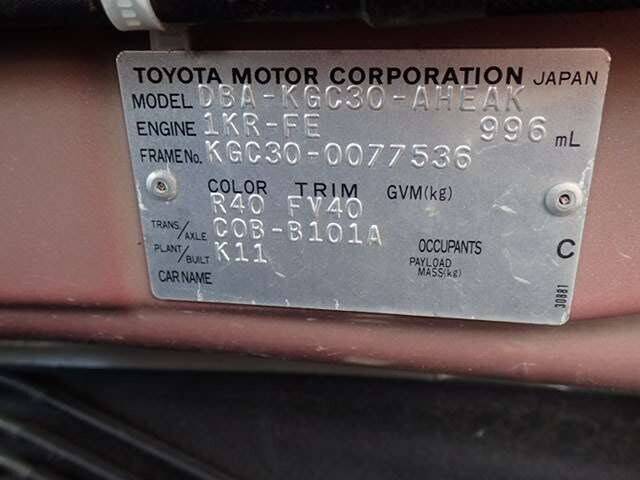 TOYOTA MOTOR CORPORATION JAPAN
MODEL DBA-KGC30-AHEAK
ENGINE 1KR-FE 996 mL
FRAME No. KGC30-0077536
COLOR TRIM GVM(kg)
R40 FV40
TRANS/AXLE COB-B101A
PLANT/BUILT K11
OCCUPANTS C
PAYLOAD MASS(kg)
CAR NAME
30881